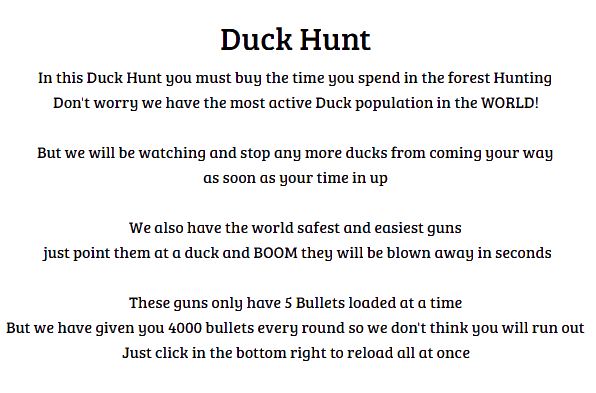 Duck Hunt
In this Duck Hunt you must buy the time you spend in the forest Hunting
Don't worry we have the most active Duck population in the WORLD!
But we will be watching and stop any more ducks from coming your way
as soon as your time in up
We also have the world safest and easiest guns
just point them at a duck and BOOM they will be blown away in seconds
These guns only have 5 Bullets loaded at a time
But we have given you 4000 bullets every round so we don't think you will run out
Just click in the bottom right to reload all at once